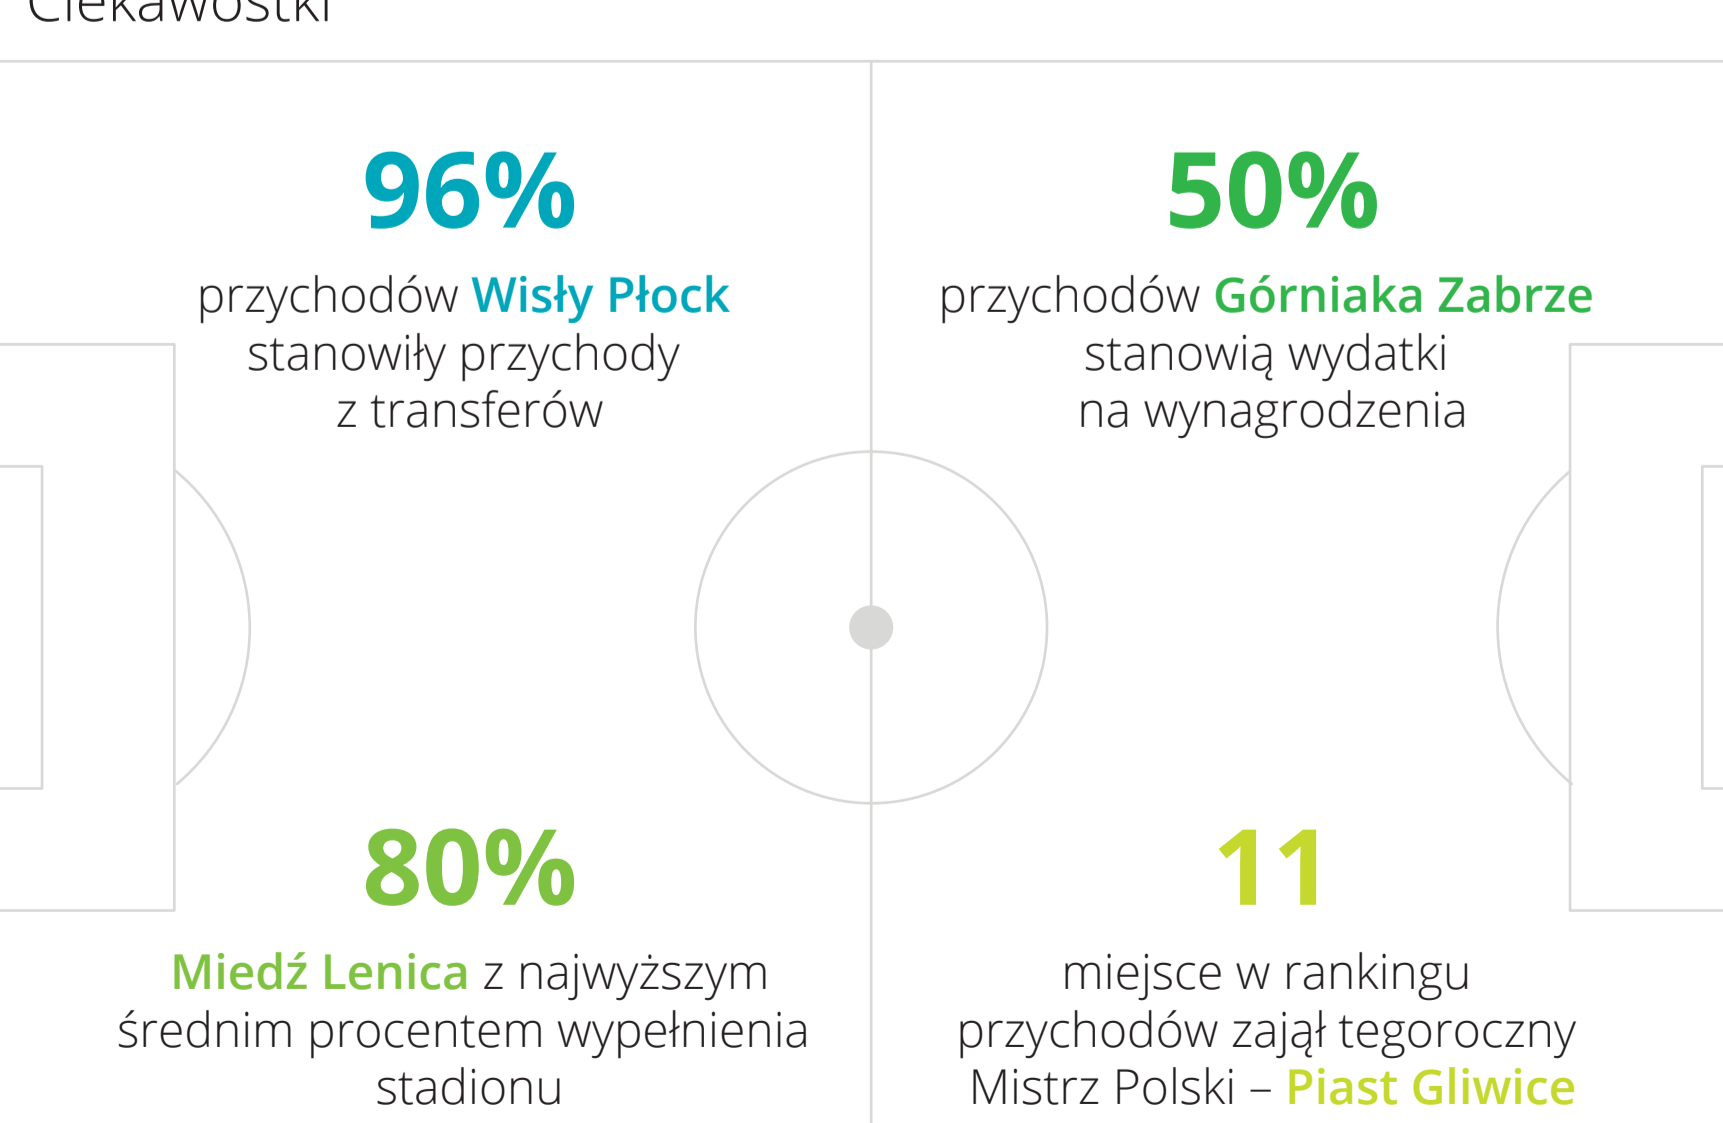 Ciekawostki
96%
przychodów Wisły Płock
stanowiły przychody
z transferów
50%
przychodów Górniaka Zabrze
stanowią wydatki
na wynagrodzenia
80%
Miedź Lenica z najwyższym
średnim procentem wypełnienia
stadionu
11
miejsce w rankingu
przychodów zajął tegoroczny
Mistrz Polski – Piast Gliwice